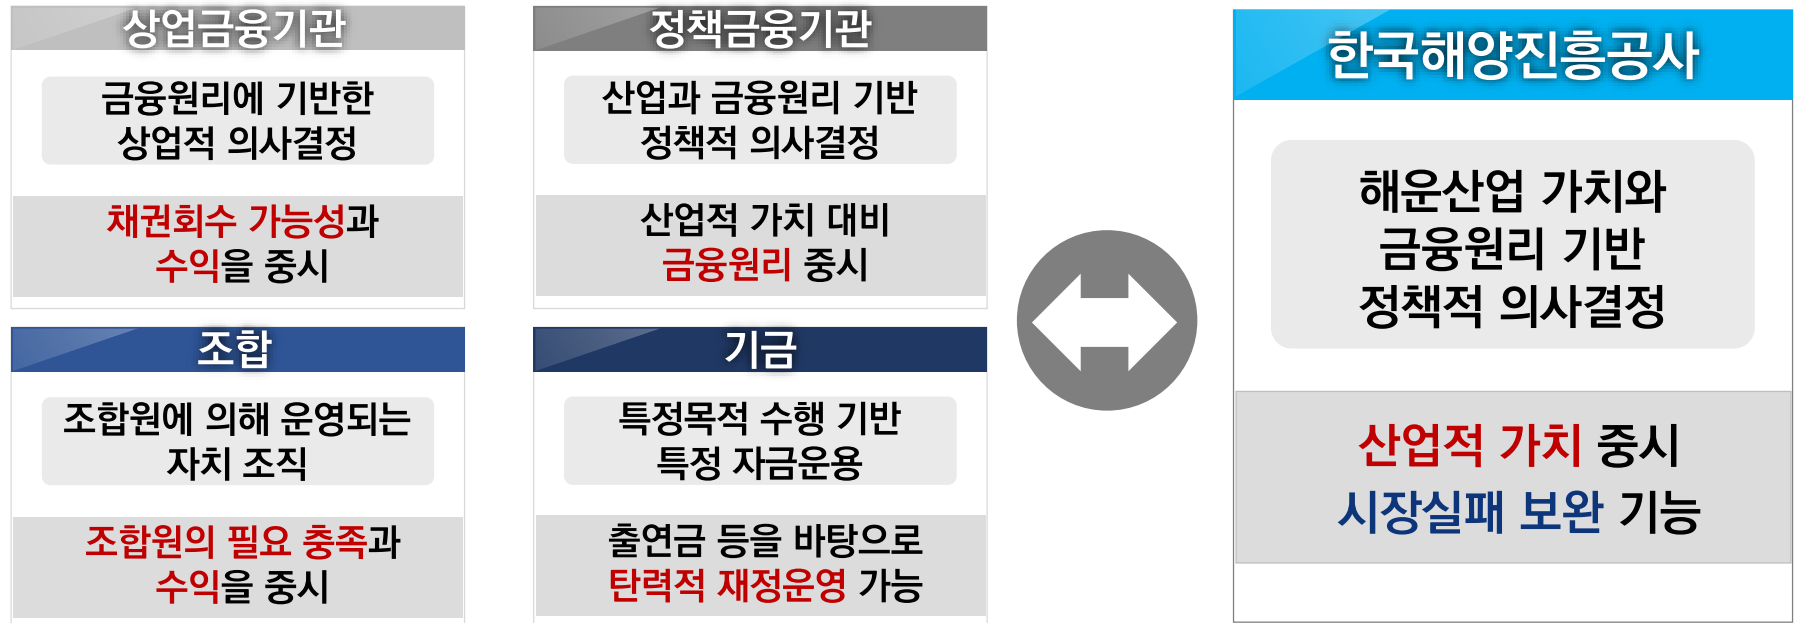 상업금융기관
금융원리에 기반한
상업적 의사결정
채권회수 가능성과
수익을 중시
정책금융기관
산업과 금융원리 기반
정책적 의사결정
산업적 가치 대비
금융원리 중시
조합
조합원에 의해 운영되는
자치 조직
조합원의 필요 충족과
수익을 중시
기금
특정목적 수행 기반
특정 자금운용
출연금 등을 바탕으로
탄력적 재정운영 가능
한국해양진흥공사
해운산업 가치와
금융원리 기반
정책적 의사결정
산업적 가치 중시
시장실패 보완 기능